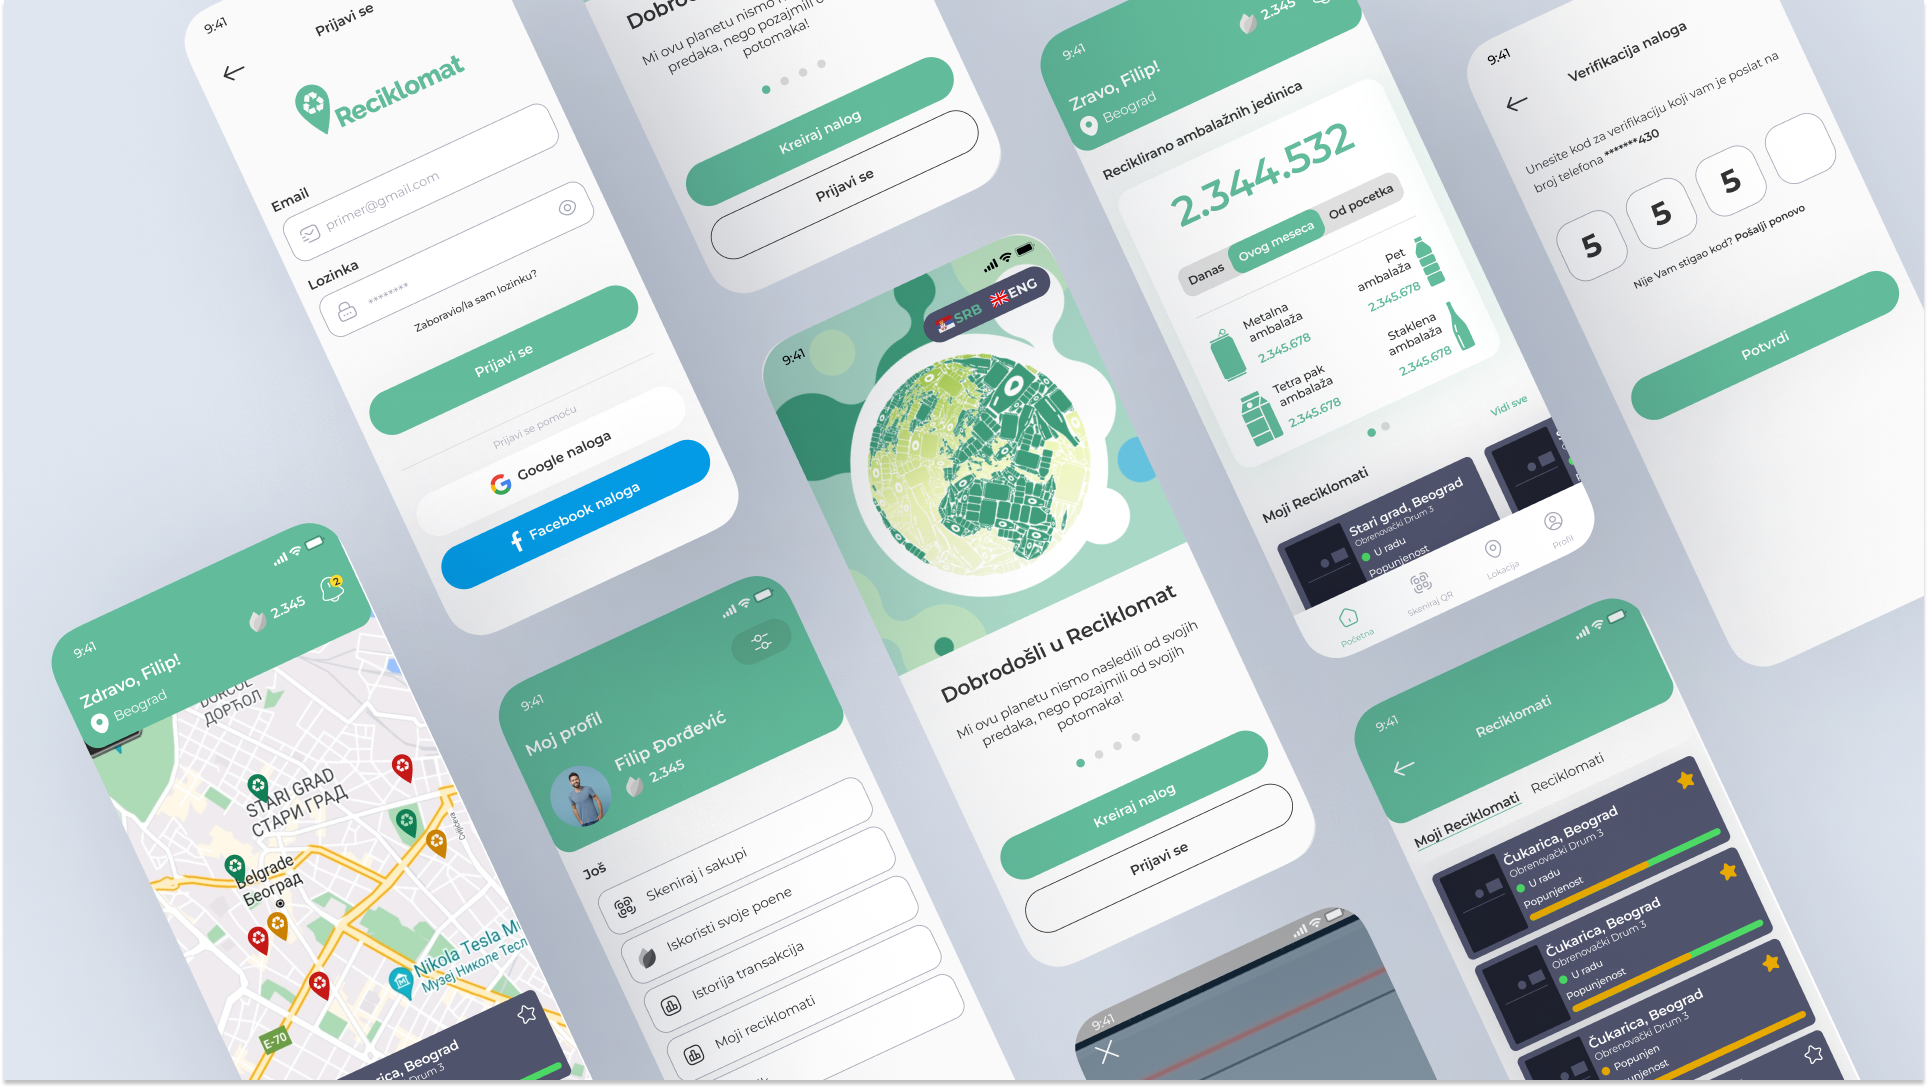 9:41
Prijavi se
Reciklomat
Email
primer@gmail.com
Lozinka
********
Zaboravio/la sam lozinku?
Prijavi se
Prijavi se pomoću
Google naloga
Facebook naloga
Mi ovu planetu nismo
predaka, nego pozajmili
potomaka!
Kreiraj nalog
Prijavi se
9:41
2.345
Zravo, Filip!
Beograd
Reciklirano ambalažnih jedinica
2.344.532
Danas
Ovog meseca
Od pocetka
Metalna
ambalaža
2.345.678
Pet
ambalaža
2.345.678
Tetra pak
ambalaža
2.345.678
Staklena
ambalaža
2.345.678
Vidi sve
Moji Reciklomati
Stari grad, Beograd
Obrenovački Drum 3
U radu
Popunjenost
Početna
Skeniraj QR
Lokacija
Profil
9:41
Verifikacija naloga
Unesite kod za verifikaciju koji vam je poslat na
broj telefona *******430
5 5 5
Nije Vam stigao kod? Pošalji ponovo
Potvrdi
9:41
SRB
ENG
Dobrodošli u Reciklomat
Mi ovu planetu nismo nasledili od svojih
predaka, nego pozajmili od svojih
potomaka!
Kreiraj nalog
Prijavi se
9:41
2.345
2
Zdravo, Filip!
Beograd
DORĆOL
ДОРЋОЛ
STARI GRAD
СТАРИ ГРАД
Belgrade
Београд
Nikola Tesla M
Музеј Николе Тесл
E-70
Beograd
Drum 3
9:41
Moj profil
Filip Đorđević
2.345
Još
Skeniraj i sakupi
Iskoristi svoje poene
Istorija transakcija
Moji reciklomati
9:41
9:41
Reciklomati
Moji Reciklomati
Reciklomati
Čukarica, Beograd
Obrenovački Drum 3
U radu
Popunjenost
Čukarica, Beograd
Obrenovački Drum 3
U radu
Popunjenost
Čukarica, Beograd
Obrenovački Drum 3
Popunjen